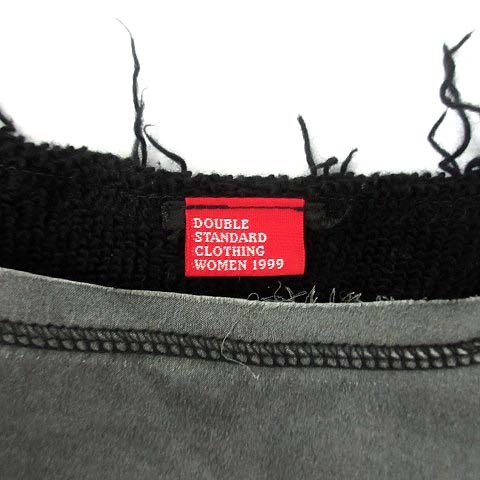 DOUBLE
STANDARD
CLOTHING
WOMEN 1999